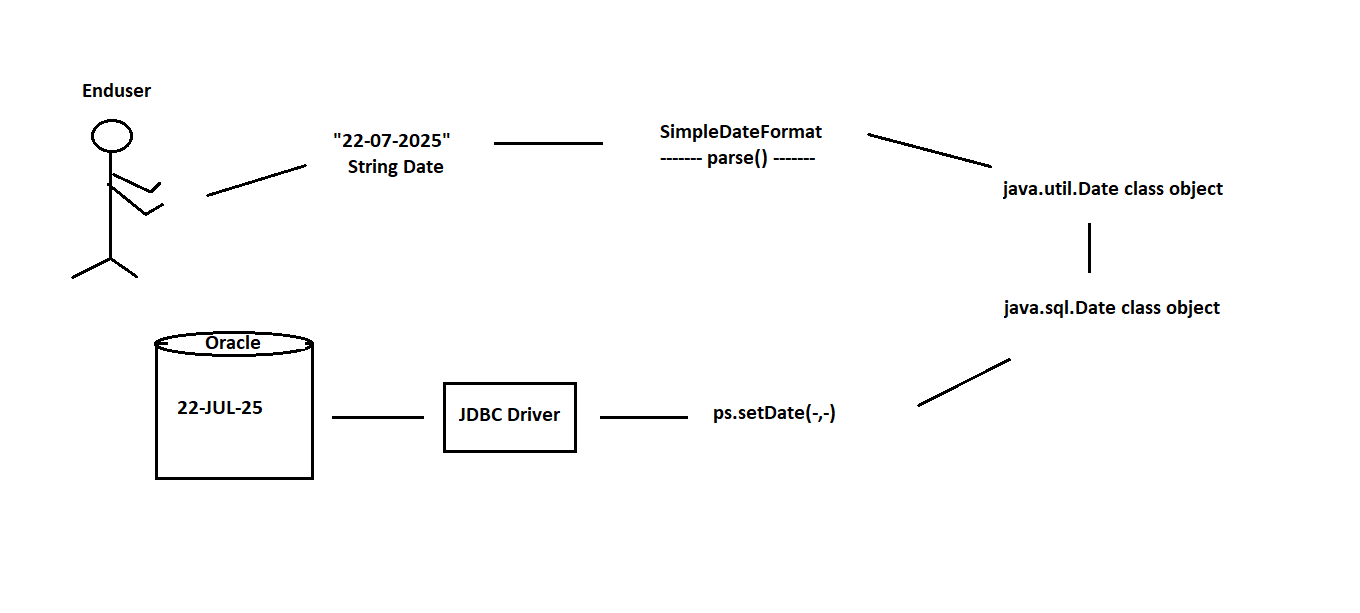 Enduser
"22-07-2025"
String Date
SimpleDateFormat
------- parse() -------
java.util.Date class object
java.sql.Date class object
ps.setDate(-,-)
JDBC Driver
Oracle
22-JUL-25